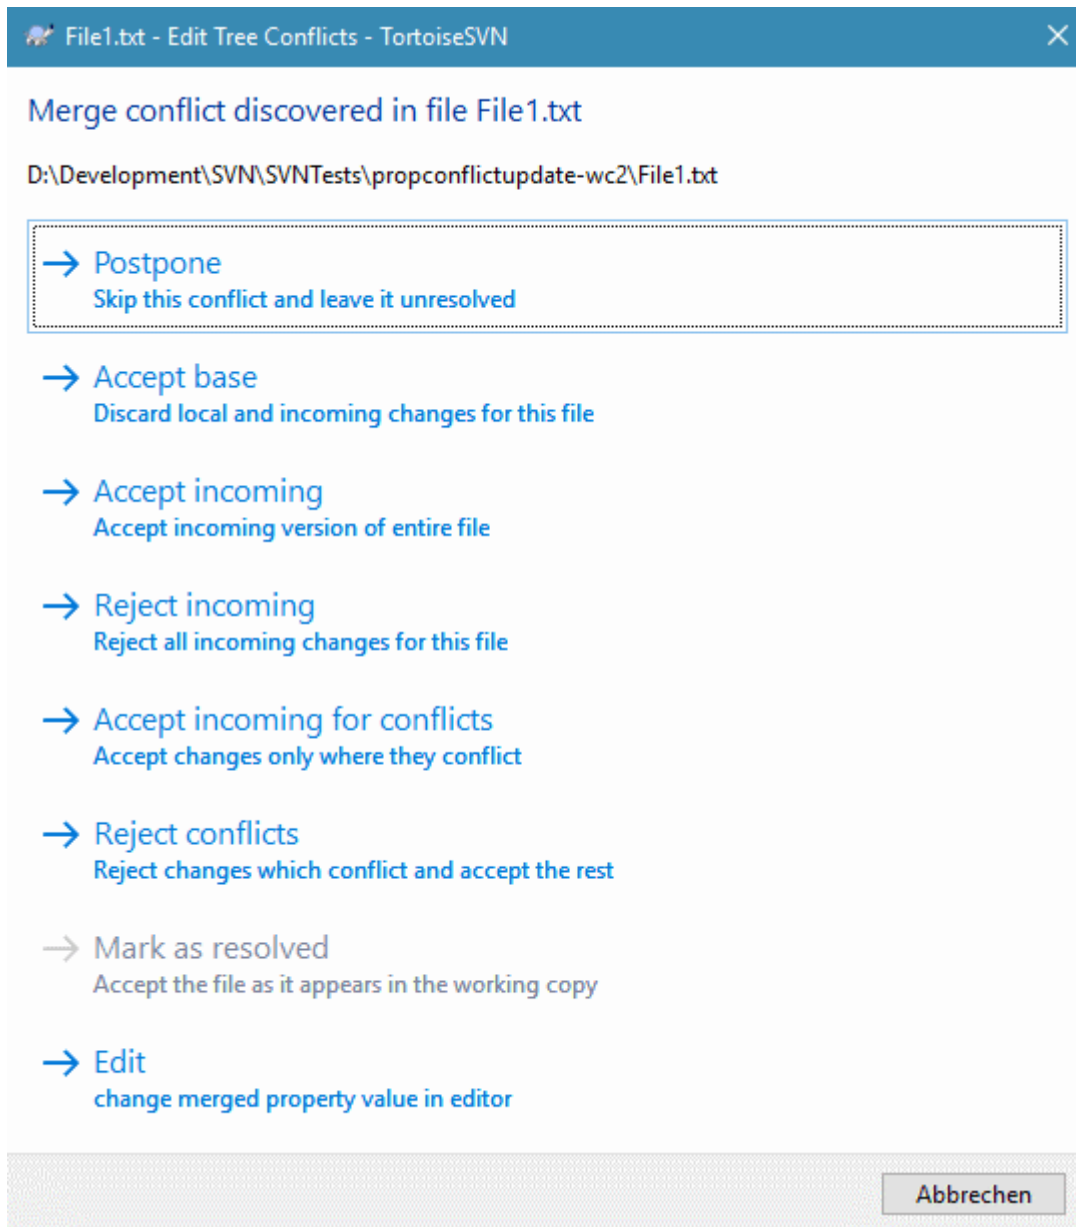 File1.txt - Edit Tree Conflicts - TortoiseSVN
Merge conflict discovered in file File1.txt
D:\Development\SVN\SVNTests\propconflictupdate-wc2\File1.txt
Postpone
Skip this conflict and leave it unresolved
Accept base
Discard local and incoming changes for this file
Accept incoming
Accept incoming version of entire file
Reject incoming
Reject all incoming changes for this file
Accept incoming for conflicts
Accept changes only where they conflict
Reject conflicts
Reject changes which conflict and accept the rest
Mark as resolved
Accept the file as it appears in the working copy
Edit
change merged property value in editor
Abbrechen